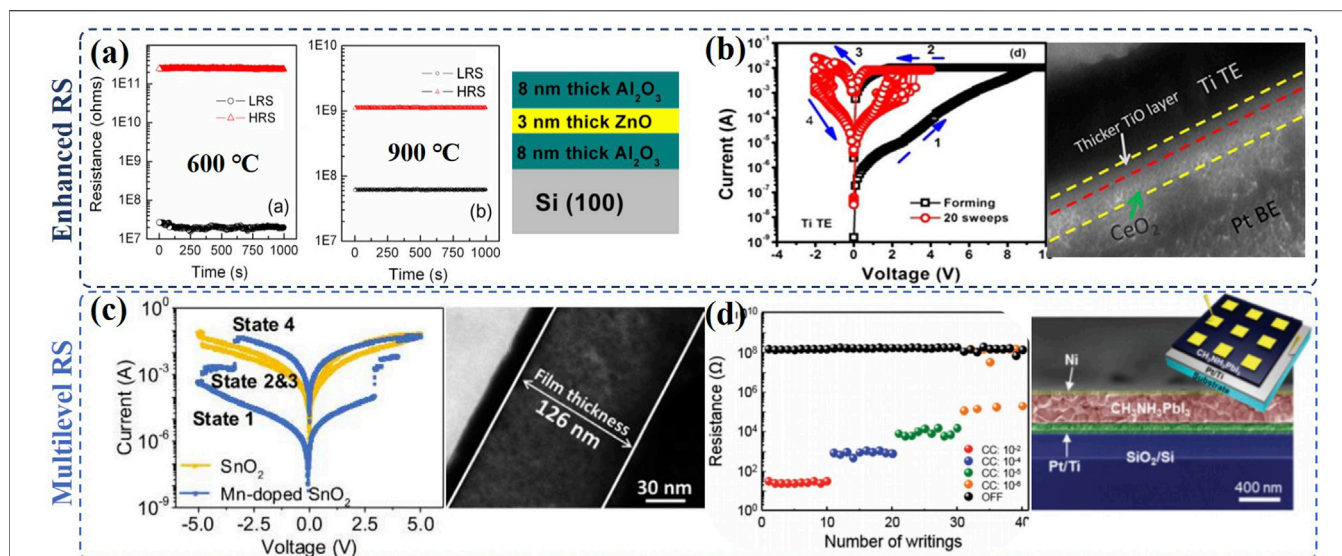 Enhanced RS
(a)
1E11
1E10
1E9
1E8
1E7
Resistance (ohms)
LRS
HRS
600 °C
(a)
0 500 1000
Time (s)
1E10
1E9
1E8
1E7
LRS
HRS
900 °C
(b)
0 500 1000
Time (s)
8 nm thick Al₂O₃
3 nm thick ZnO
8 nm thick Al₂O₃
Si (100)
(b)
(d)
10⁻¹
10⁻²
10⁻³
10⁻⁴
10⁻⁵
10⁻⁶
10⁻⁷
10⁻⁸
10⁻⁹
Current (A)
3
2
4
1
Forming
20 sweeps
Ti TE
-4 -2 0 2 4 6 8
Voltage (V)
Ti TE
Thicker TiO layer
CeO₂
Pt BE
Multilevel RS
(c)
10⁰
10⁻³
10⁻⁶
10⁻⁹
Current (A)
State 4
State 2&3
State 1
SnO₂
Mn-doped SnO₂
-5.0 -2.5 0.0 2.5 5.0
Voltage (V)
Film thickness
126 nm
30 nm
(d)
10¹⁰
10⁸
10⁶
10⁴
10²
10⁰
Resistance (Ω)
CC: 10⁻²
CC: 10⁻⁴
CC: 10⁻⁵
CC: 10⁻⁶
OFF
0 10 20 30
Number of writings
Ni
CH₃NH₃PbI₃
Pt/Ti
SiO₂/Si
400 nm
CH₃NH₃PbI₃
Pt/Ti
Substrate